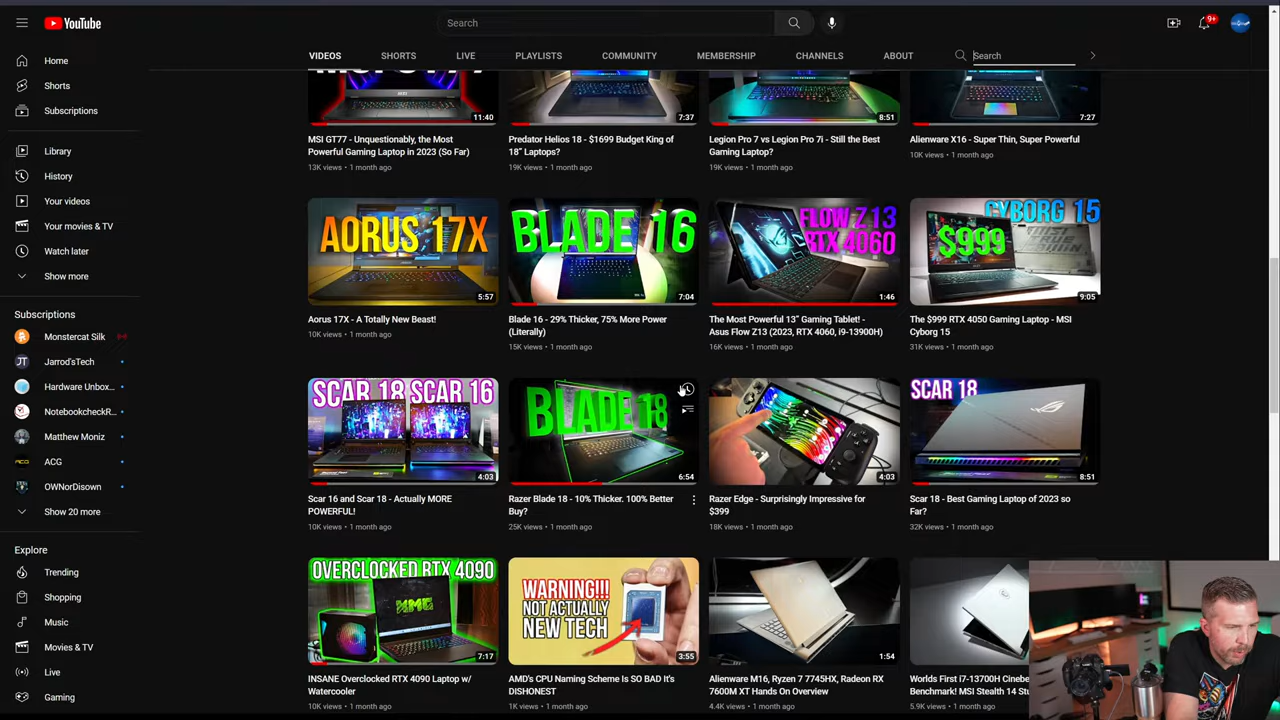 YouTube
Search
9+
VIDEOS SHORTS LIVE PLAYLISTS COMMUNITY MEMBERSHIP CHANNELS ABOUT Search
Home
Shorts
Subscriptions
Library
History
Your videos
Your movies & TV
Watch later
Show more
Subscriptions
Monstercat Silk
Jarrod'sTech
Hardware Unbox...
NotebookcheckR...
Matthew Moniz
ACG
OWNorDisown
Show 20 more
Explore
Trending
Shopping
Music
Movies & TV
Live
Gaming
11:40
MSI GT77 - Unquestionably, the Most
Powerful Gaming Laptop in 2023 (So Far)
13K views • 1 month ago
7:37
Predator Helios 18 - $1699 Budget King of
18" Laptops?
19K views • 1 month ago
8:51
Legion Pro 7 vs Legion Pro 7i - Still the Best
Gaming Laptop?
19K views • 1 month ago
7:27
Alienware X16 - Super Thin, Super Powerful
10K views • 1 month ago
AORUS 17X
5:57
Aorus 17X - A Totally New Beast!
10K views • 1 month ago
BLADE 16
7:04
Blade 16 - 29% Thicker, 75% More Power
(Literally)
15K views • 1 month ago
FLOW Z13
RTX 4060
1:46
The Most Powerful 13" Gaming Tablet! -
Asus Flow Z13 (2023, RTX 4060, i9-13900H)
16K views • 1 month ago
CYBORG 15
$999
9:05
The $999 RTX 4050 Gaming Laptop - MSI
Cyborg 15
31K views • 1 month ago
SCAR 18 SCAR 16
4:03
Scar 16 and Scar 18 - Actually MORE
POWERFUL!
10K views • 1 month ago
BLADE 18
6:54
Razer Blade 18 - 10% Thicker. 100% Better
Buy?
25K views • 1 month ago
4:03
Razer Edge - Surprisingly Impressive for
$399
18K views • 1 month ago
SCAR 18
8:51
Scar 18 - Best Gaming Laptop of 2023 so
Far?
32K views • 1 month ago
OVERCLOCKED RTX 4090
XMG
7:17
INSANE Overclocked RTX 4090 Laptop w/
Watercooler
10K views • 1 month ago
WARNING!!!
NOT ACTUALLY
NEW TECH
3:55
AMD's CPU Naming Scheme Is SO BAD It's
DISHONEST
1K views • 1 month ago
1:54
Alienware M16, Ryzen 7 7745HX, Radeon RX
7600M XT Hands On Overview
4.4K views • 1 month ago
Worlds First i7-13700H Cineb
Benchmark! MSI Stealth 14 Stu
5.9K views • 1 month ago